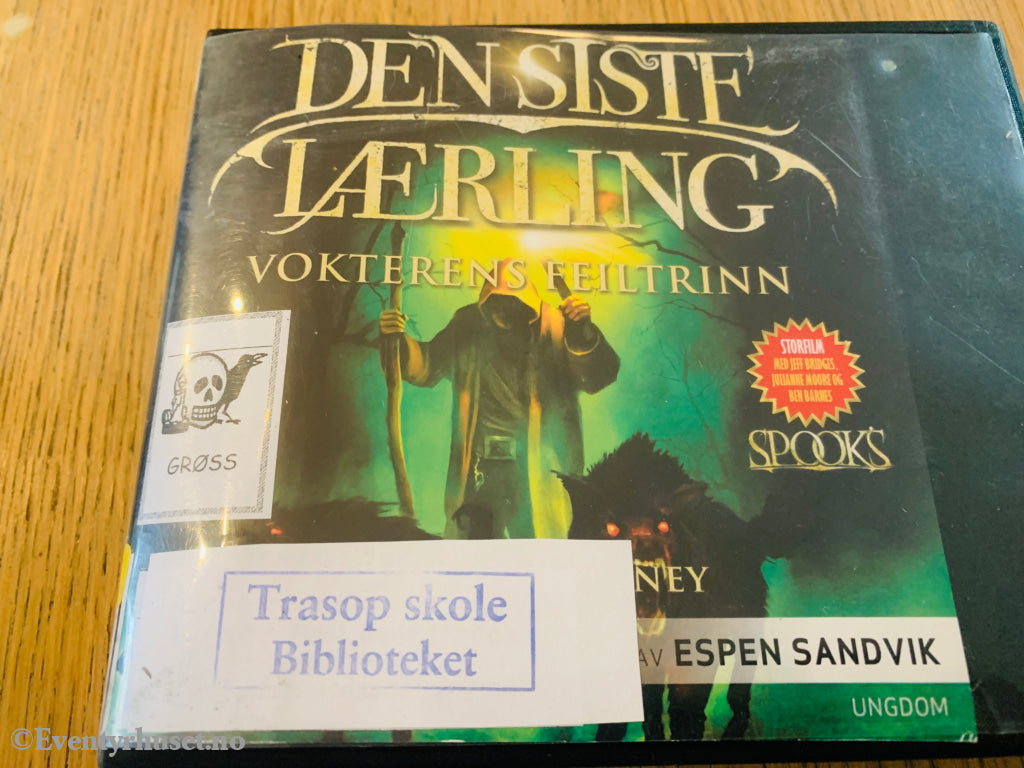 DEN SISTE
LÆRLING
VOKTERENS FEILTRINN
STORFILM
MED JEFF BRIDGES,
JULIANNE MOORE OG
BEN BARNES
SPOOK'S
GRØSS
NEY
Trasop skole
Biblioteket
AV ESPEN SANDVIK
UNGDOM
©Eventyrhuset.no